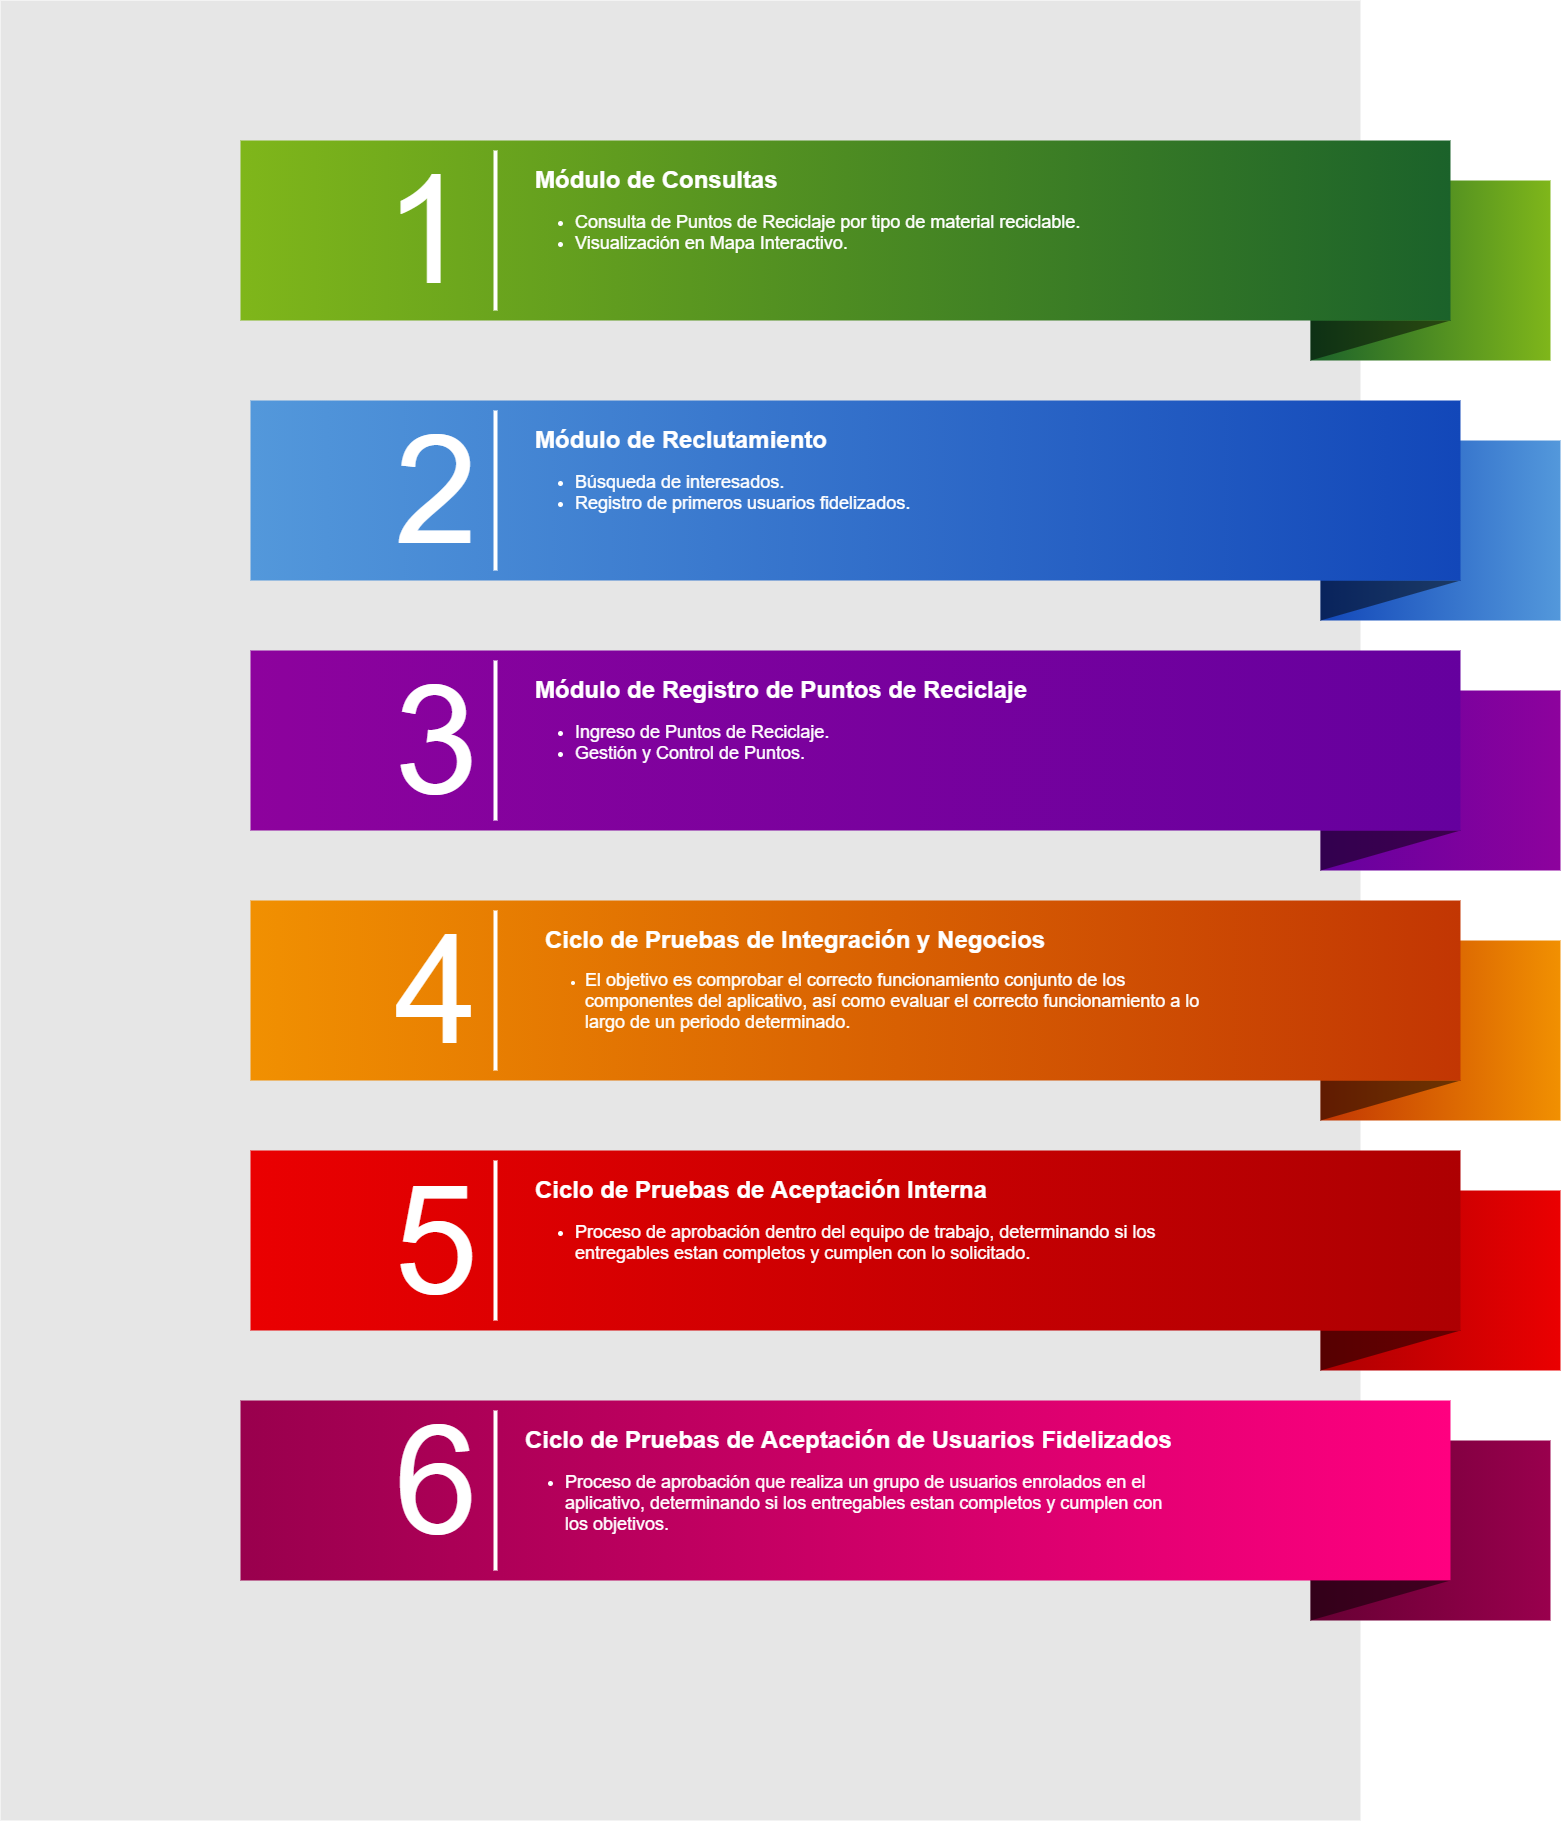 1
Módulo de Consultas
• Consulta de Puntos de Reciclaje por tipo de material reciclable.
• Visualización en Mapa Interactivo.
2
Módulo de Reclutamiento
• Búsqueda de interesados.
• Registro de primeros usuarios fidelizados.
3
Módulo de Registro de Puntos de Reciclaje
• Ingreso de Puntos de Reciclaje.
• Gestión y Control de Puntos.
4
Ciclo de Pruebas de Integración y Negocios
• El objetivo es comprobar el correcto funcionamiento conjunto de los
componentes del aplicativo, así como evaluar el correcto funcionamiento a lo
largo de un periodo determinado.
5
Ciclo de Pruebas de Aceptación Interna
• Proceso de aprobación dentro del equipo de trabajo, determinando si los
entregables estan completos y cumplen con lo solicitado.
6
Ciclo de Pruebas de Aceptación de Usuarios Fidelizados
• Proceso de aprobación que realiza un grupo de usuarios enrolados en el
aplicativo, determinando si los entregables estan completos y cumplen con
los objetivos.